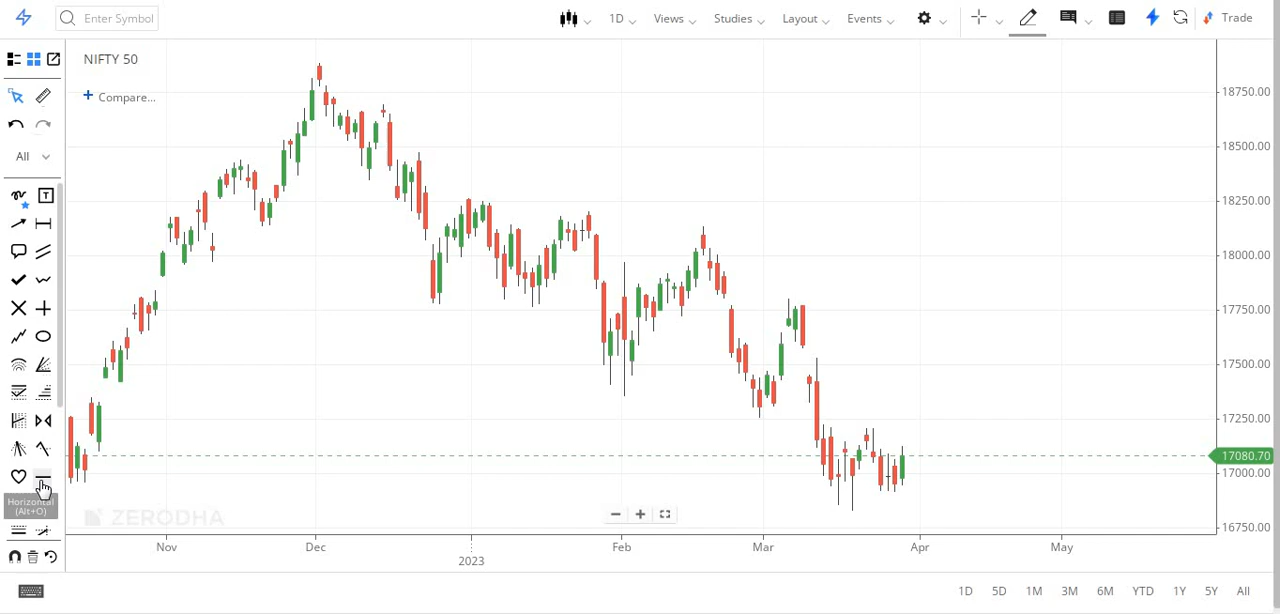 Enter Symbol
1D
Views
Studies
Layout
Events
Trade
NIFTY 50
+ Compare...
All
T
Horizontal
(Alt+O)
18750.00
18500.00
18250.00
18000.00
17750.00
17500.00
17250.00
17080.70
17000.00
16750.00
ZERODHA
Nov
Dec
2023
Feb
Mar
Apr
May
1D
5D
1M
3M
6M
YTD
1Y
5Y
All